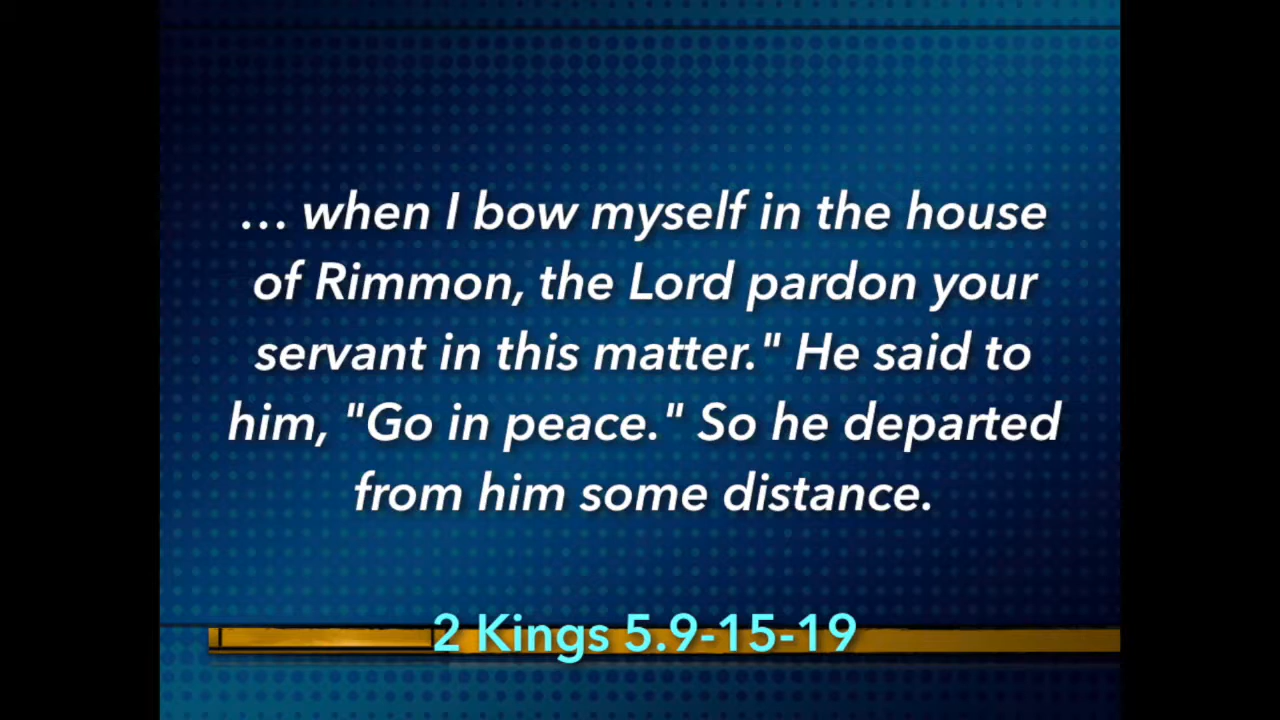 ... when I bow myself in the house
of Rimmon, the Lord pardon your
servant in this matter." He said to
him, "Go in peace." So he departed
from him some distance.
2 Kings 5.9-15-19